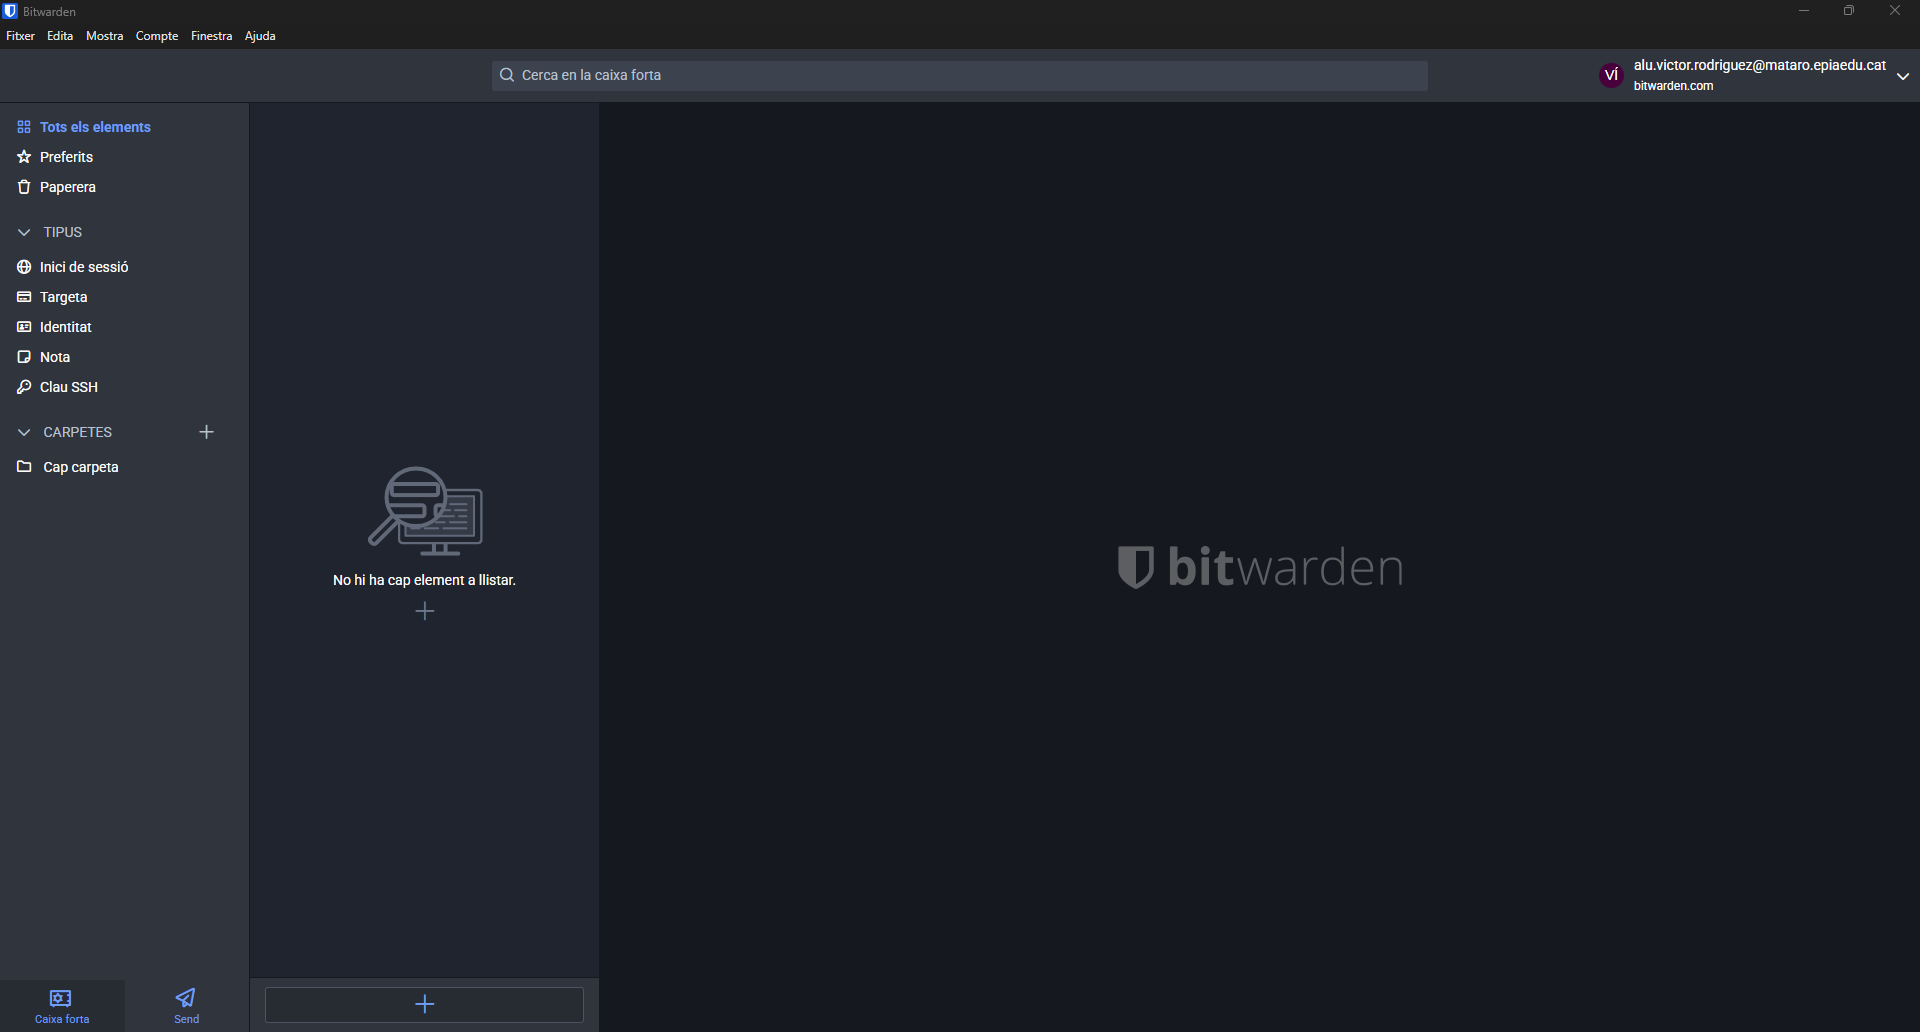 Bitwarden
Fitxer Edita Mostra Compte Finestra Ajuda
Cerca en la caixa forta
VÍ
alu.victor.rodriguez@mataro.epiaedu.cat
bitwarden.com
Tots els elements
Preferits
Paperera
TIPUS
Inici de sessió
Targeta
Identitat
Nota
Clau SSH
CARPETES
Cap carpeta
No hi ha cap element a llistar.
bitwarden
Caixa forta
Send